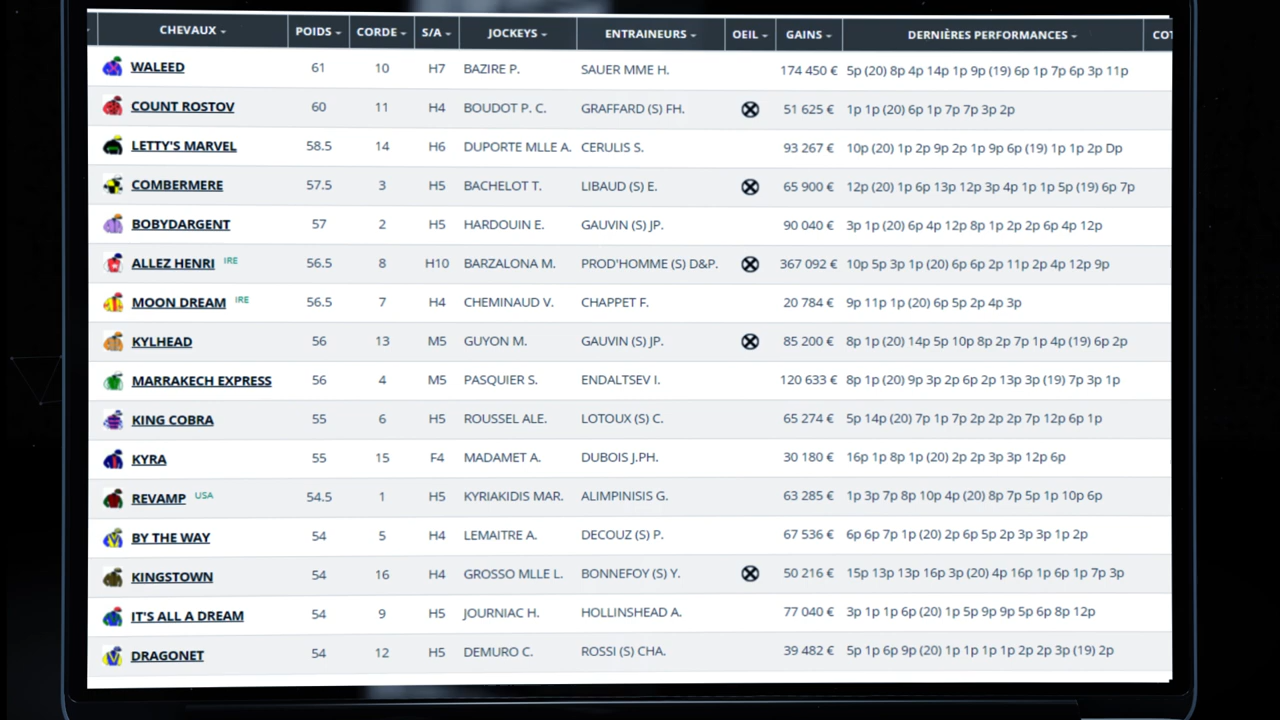 CHEVAUX POIDS CORDE S/A JOCKEYS ENTRAINEURS OEIL GAINS DERNIÈRES PERFORMANCES COT
WALEED 61 10 H7 BAZIRE P. SAUER MME H. 174 450 € 5p (20) 8p 4p 14p 1p 9p (19) 6p 1p 7p 6p 3p 11p
COUNT ROSTOV 60 11 H4 BOUDOT P. C. GRAFFARD (S) FH. 51 625 € 1p 1p (20) 6p 1p 7p 7p 3p 2p
LETTY'S MARVEL 58.5 14 H6 DUPORTE MLLE A. CERULIS S. 93 267 € 10p (20) 1p 2p 9p 2p 1p 9p 6p (19) 1p 1p 2p Dp
COMBERMERE 57.5 3 H5 BACHELOT T. LIBAUD (S) E. 65 900 € 12p (20) 1p 6p 13p 12p 3p 4p 1p 1p 5p (19) 6p 7p
BOBYDARGENT 57 2 H5 HARDOUIN E. GAUVIN (S) JP. 90 040 € 3p 1p (20) 6p 4p 12p 8p 1p 2p 2p 6p 4p 12p
ALLEZ HENRI IRE 56.5 8 H10 BARZALONA M. PROD'HOMME (S) D&P. 367 092 € 10p 5p 3p 1p (20) 6p 6p 2p 11p 2p 4p 12p 9p
MOON DREAM IRE 56.5 7 H4 CHEMINAUD V. CHAPPET F. 20 784 € 9p 11p 1p (20) 6p 5p 2p 4p 3p
KYLHEAD 56 13 M5 GUYON M. GAUVIN (S) JP. 85 200 € 8p 1p (20) 14p 5p 10p 8p 2p 7p 1p 4p (19) 6p 2p
MARRAKECH EXPRESS 56 4 M5 PASQUIER S. ENDALTSEV I. 120 633 € 8p 1p (20) 9p 3p 2p 6p 2p 13p 3p (19) 7p 3p 1p
KING COBRA 55 6 H5 ROUSSEL ALE. LOTOUX (S) C. 65 274 € 5p 14p (20) 7p 1p 7p 2p 2p 2p 7p 12p 6p 1p
KYRA 55 15 F4 MADAMET A. DUBOIS J.PH. 30 180 € 16p 1p 8p 1p (20) 2p 2p 3p 3p 12p 6p
REVAMP USA 54.5 1 H5 KYRIAKIDIS MAR. ALIMPINISIS G. 63 285 € 1p 3p 7p 8p 10p 4p (20) 8p 7p 5p 1p 10p 6p
BY THE WAY 54 5 H4 LEMAITRE A. DECOUZ (S) P. 67 536 € 6p 6p 7p 1p (20) 2p 6p 5p 2p 3p 3p 1p 2p
KINGSTOWN 54 16 H4 GROSSO MLLE L. BONNEFOY (S) Y. 50 216 € 15p 13p 13p 16p 3p (20) 4p 16p 1p 6p 1p 7p 3p
IT'S ALL A DREAM 54 9 H5 JOURNIAC H. HOLLINSHEAD A. 77 040 € 3p 1p 1p 6p (20) 1p 5p 9p 9p 5p 6p 8p 12p
DRAGONET 54 12 H5 DEMURO C. ROSSI (S) CHA. 39 482 € 5p 1p 6p 9p (20) 1p 1p 1p 1p 2p 2p 3p (19) 2p